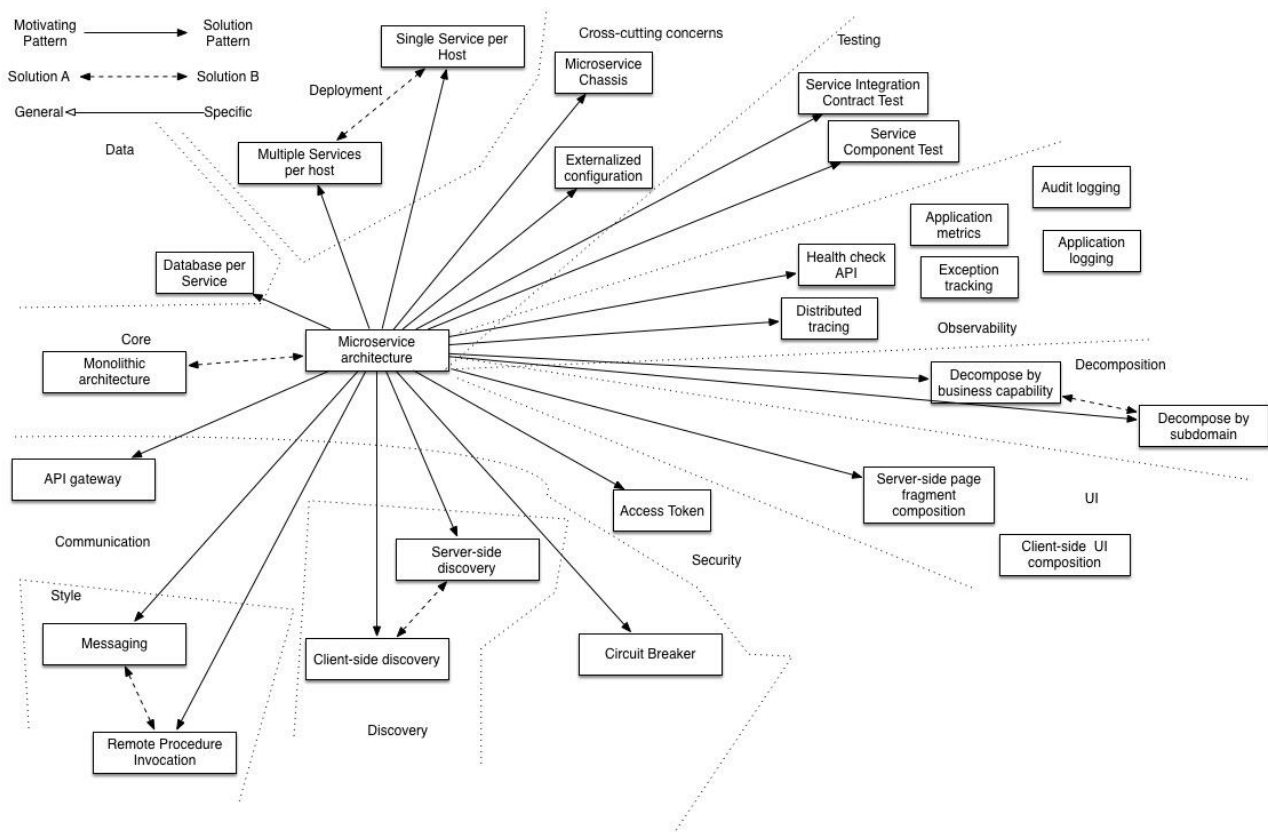 Motivating
Pattern
Solution
Pattern
Solution A
Solution B
General
Specific
Single Service per
Host
Deployment
Multiple Services
per host
Cross-cutting concerns
Microservice
Chassis
Externalized
configuration
Testing
Service Integration
Contract Test
Service
Component Test
Data
Database per
Service
Audit logging
Application
metrics
Application
logging
Health check
API
Exception
tracking
Distributed
tracing
Observability
Core
Monolithic
architecture
Microservice
architecture
Decomposition
Decompose by
business capability
Decompose by
subdomain
API gateway
Server-side page
fragment
composition
UI
Client-side UI
composition
Access Token
Security
Communication
Server-side
discovery
Style
Messaging
Client-side discovery
Circuit Breaker
Discovery
Remote Procedure
Invocation